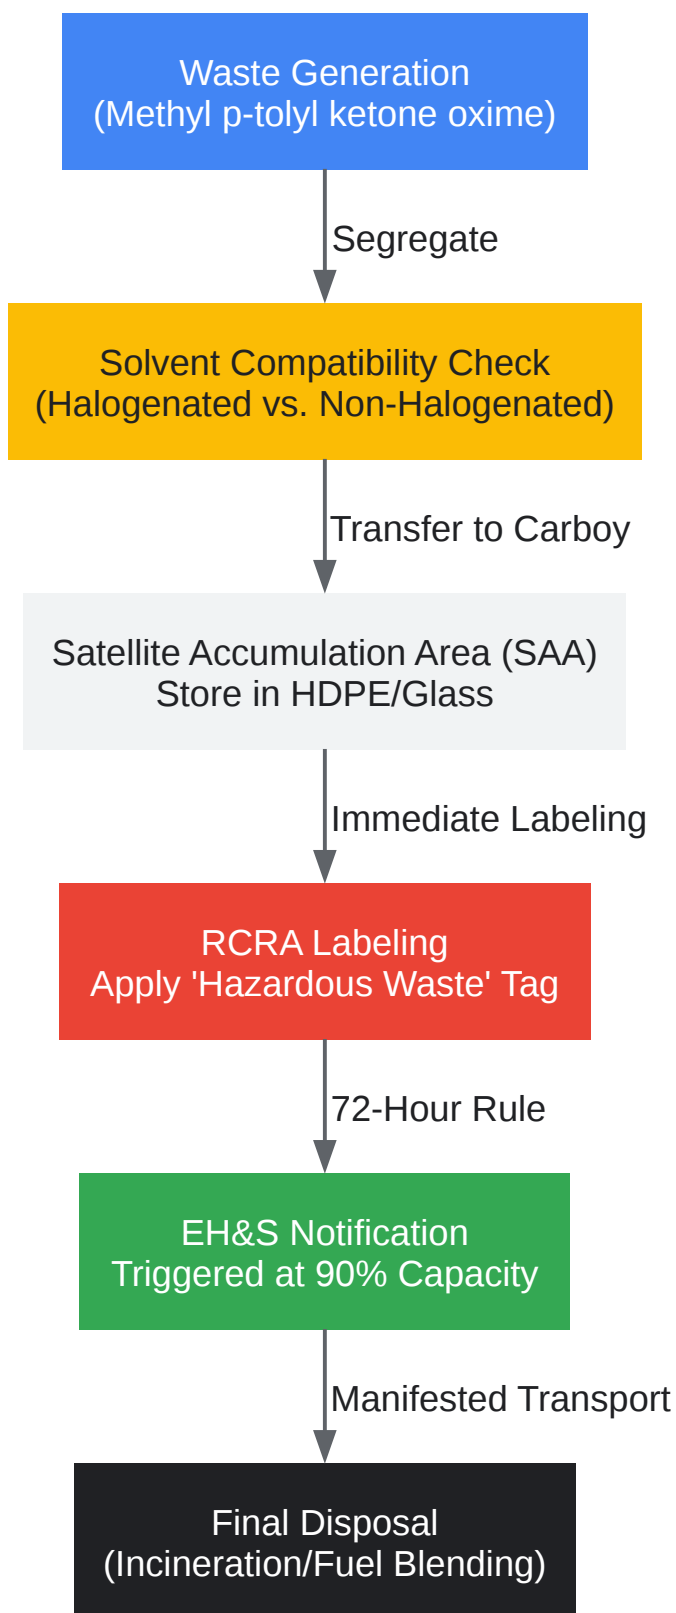 Waste Generation
(Methyl p-tolyl ketone oxime)
Segregate
Solvent Compatibility Check
(Halogenated vs. Non-Halogenated)
Transfer to Carboy
Satellite Accumulation Area (SAA)
Store in HDPE/Glass
Immediate Labeling
RCRA Labeling
Apply 'Hazardous Waste' Tag
72-Hour Rule
EH&S Notification
Triggered at 90% Capacity
Manifested Transport
Final Disposal
(Incineration/Fuel Blending)